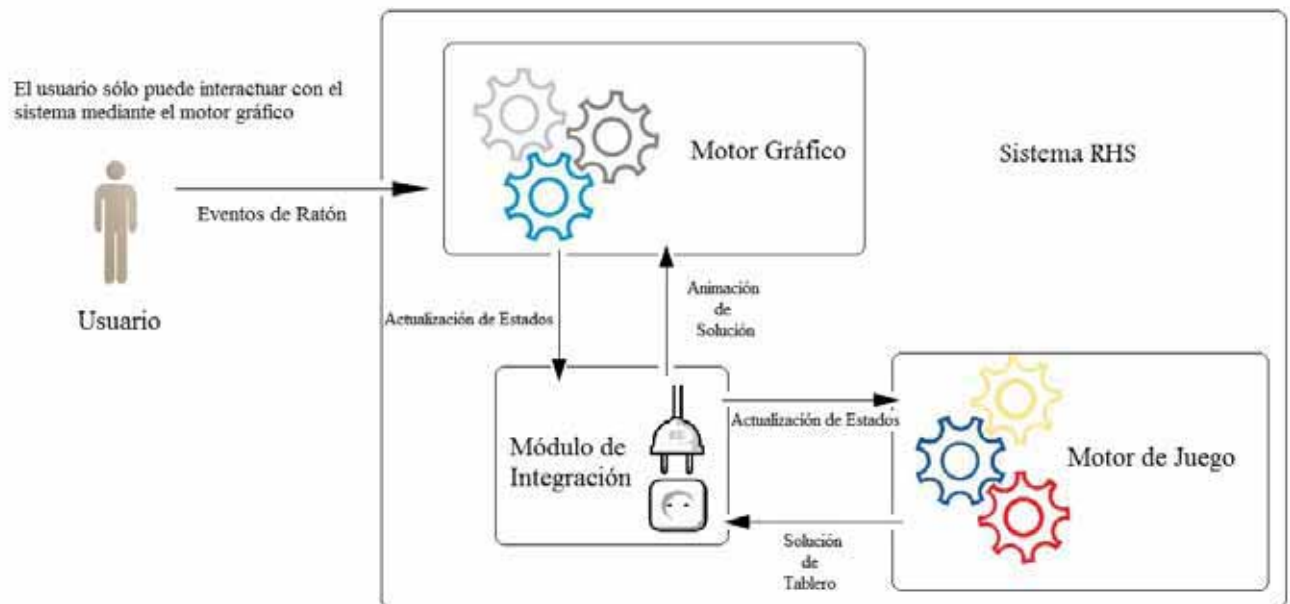 El usuario sólo puede interactuar con el
sistema mediante el motor gráfico
Usuario
Eventos de Ratón
Motor Gráfico
Sistema RHS
Actualización de Estados
Animación
de
Solución
Módulo de
Integración
Actualización de Estados
Motor de Juego
Solución
de
Tablero